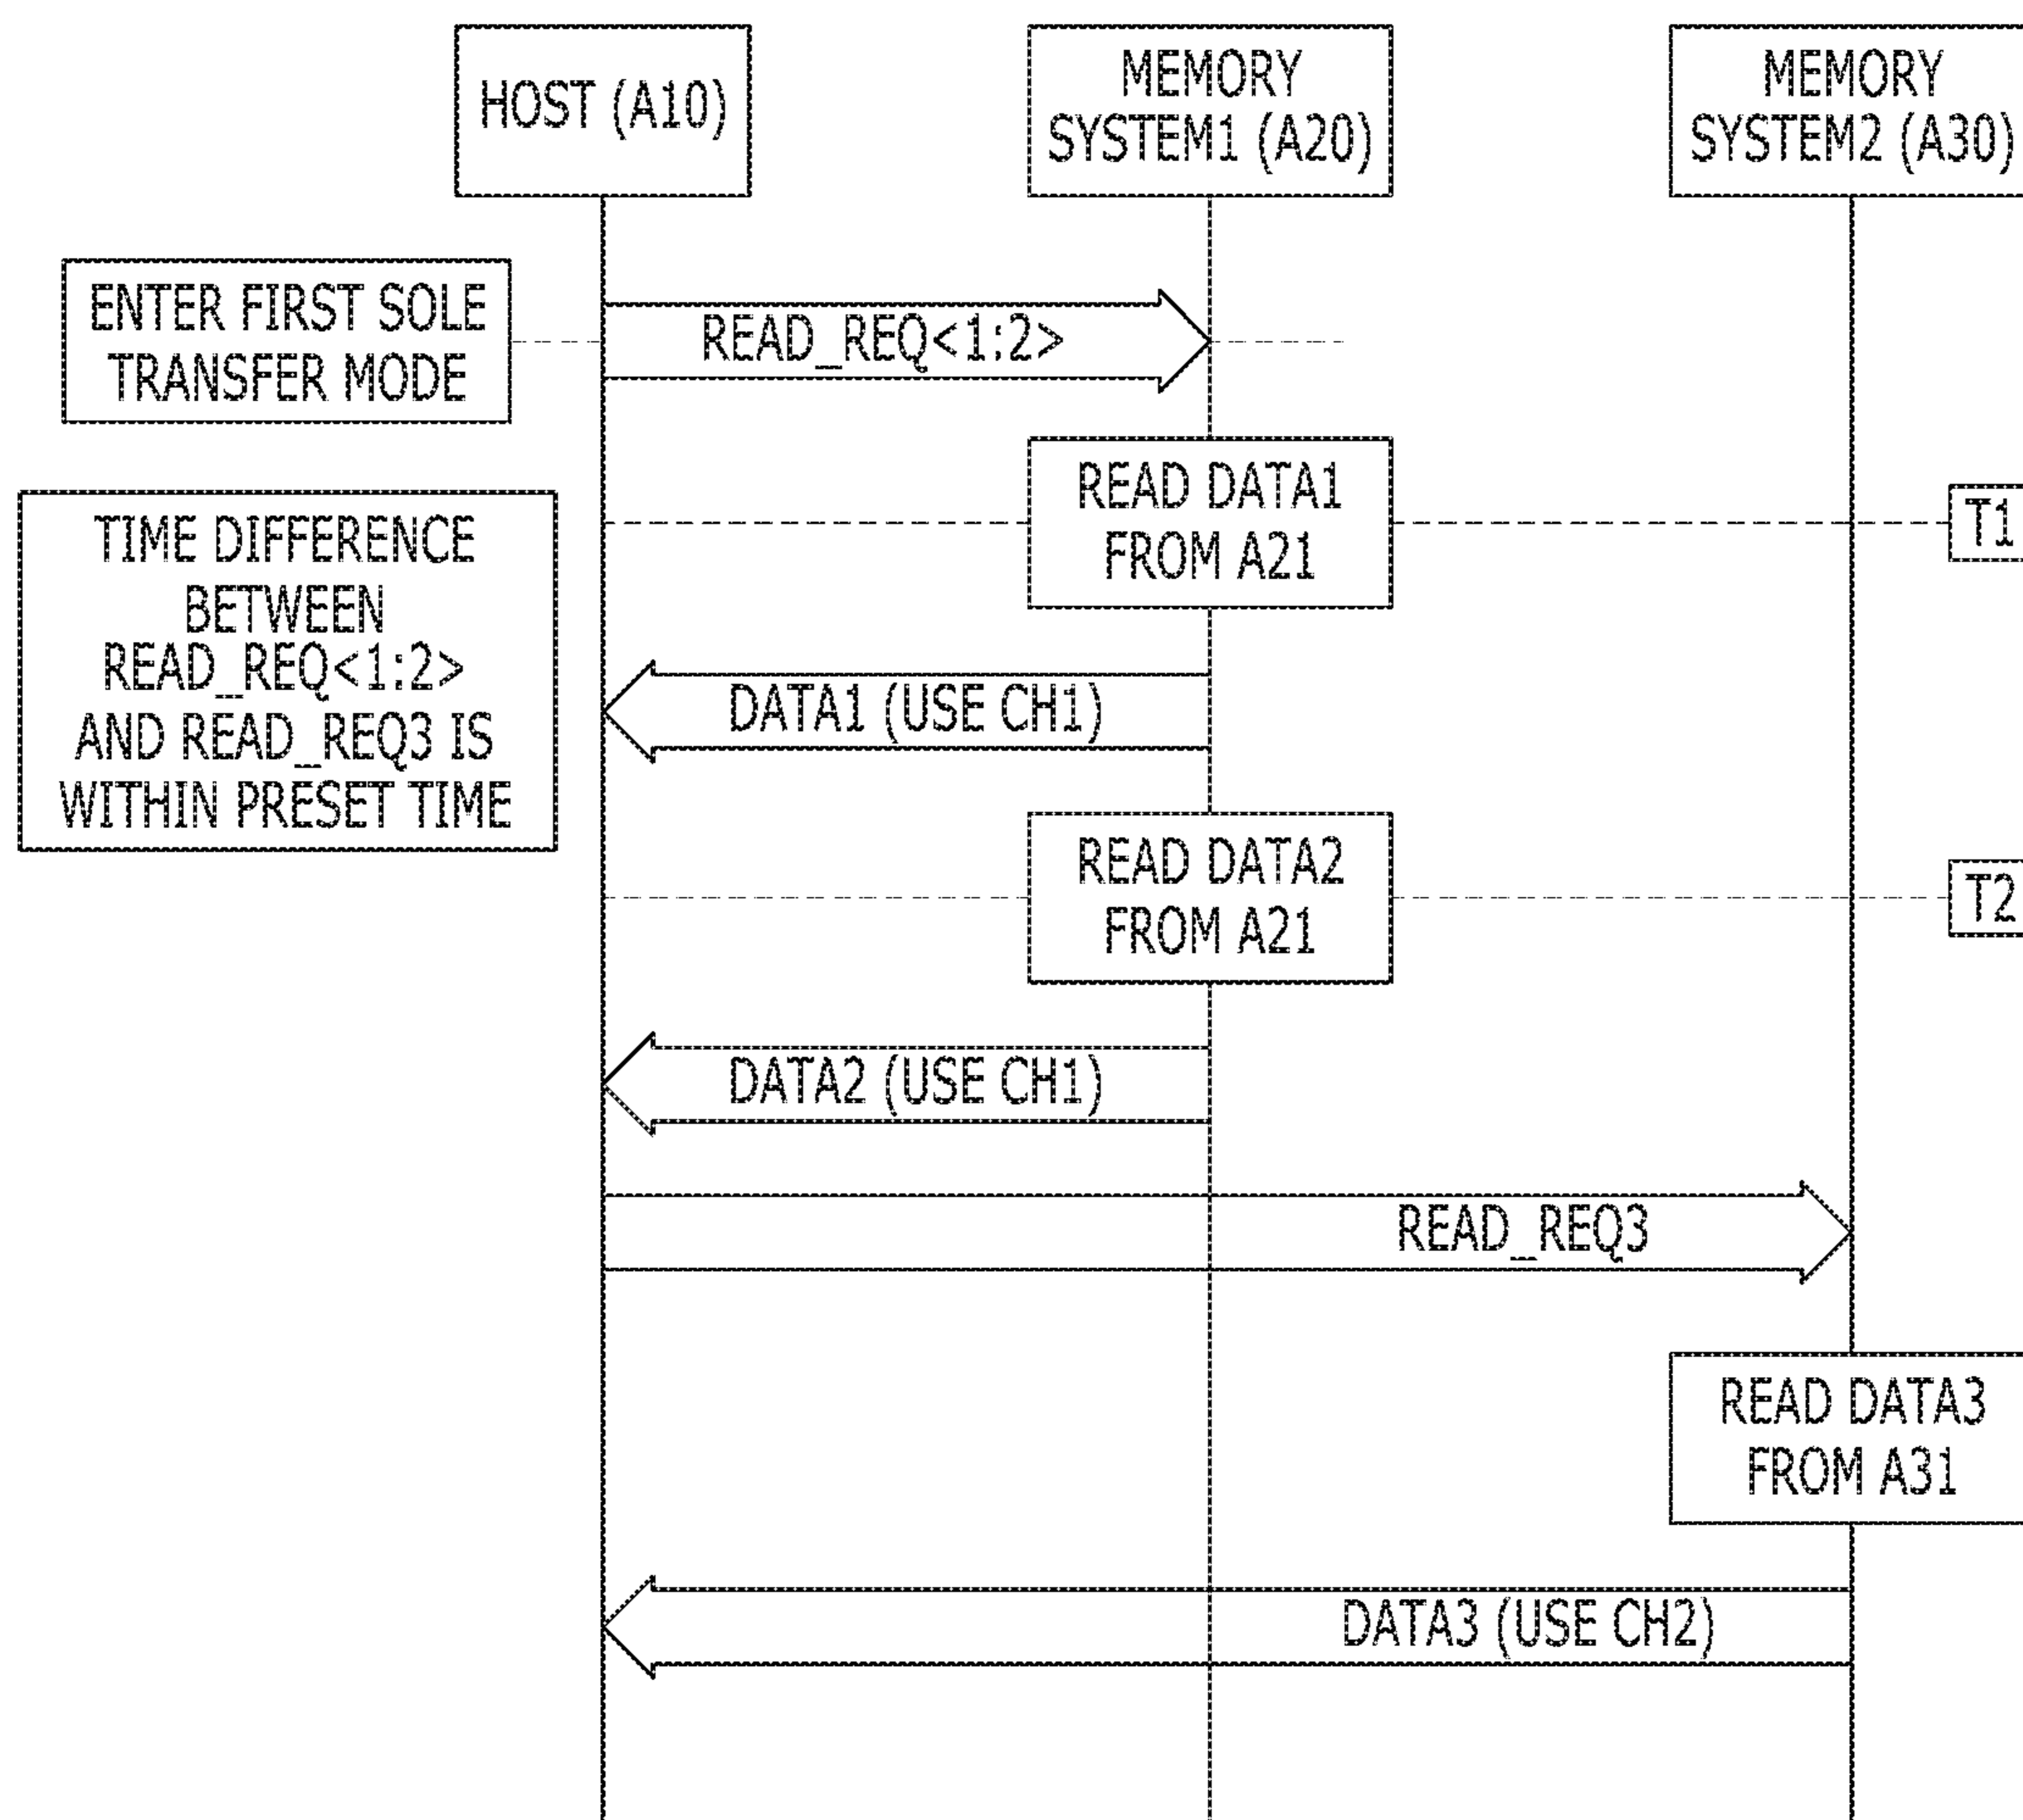 HOST (A10)
MEMORY
SYSTEM1 (A20)
MEMORY
SYSTEM2 (A30)
ENTER FIRST SOLE
TRANSFER MODE
READ_REQ<1:2>
READ DATA1
FROM A21
T1
TIME DIFFERENCE
BETWEEN
READ_REQ<1:2>
AND READ_REQ3 IS
WITHIN PRESET TIME
DATA1 (USE CH1)
READ DATA2
FROM A21
T2
DATA2 (USE CH1)
READ_REQ3
READ DATA3
FROM A31
DATA3 (USE CH2)